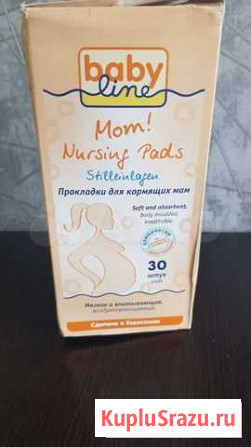 baby
line
Mom!
Nursing Pads
Stilleinlagen
Прокладки для кормящих мам
Soft and absorbent,
body moulded,
breathable
30
штук
Мягкие и впитывающие,
воздухопроницаемые
Сделано в Германии
KupluSrazu.ru